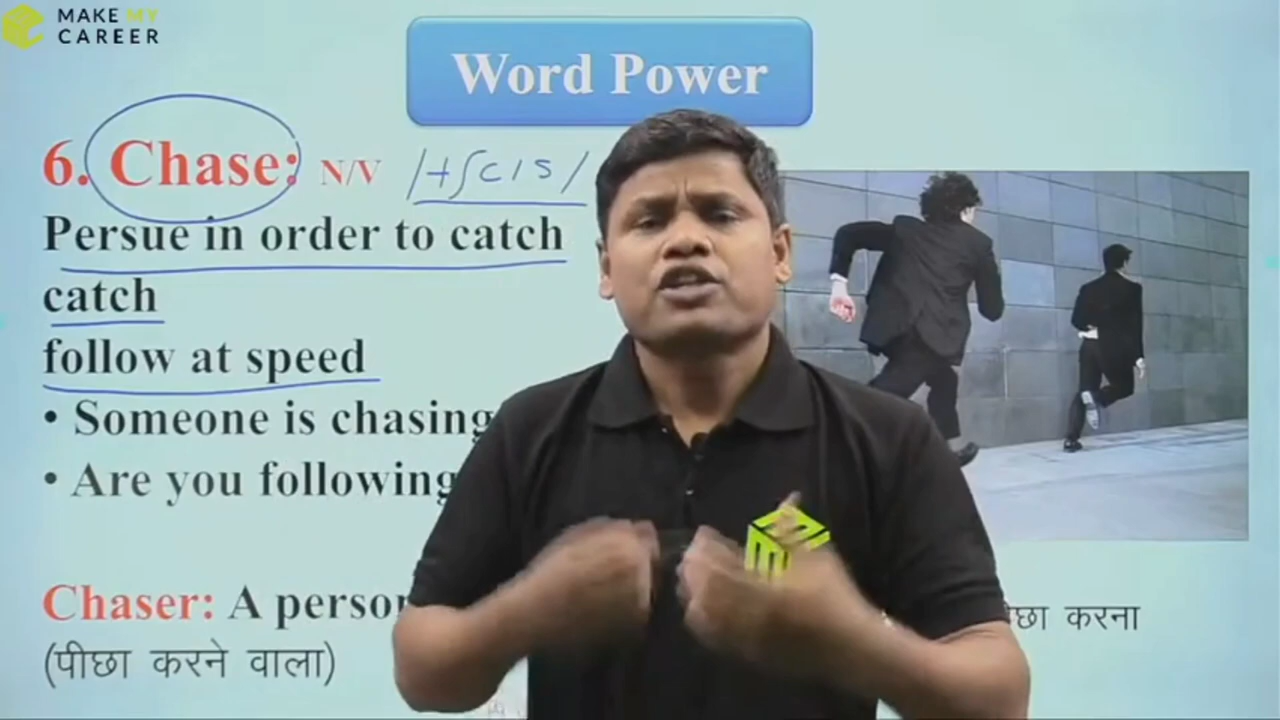 MAKE MY
CAREER
Word Power
6. Chase: N/V /tʃeis/
Persue in order to catch
catch
follow at speed
• Someone is chasing
• Are you following
Chaser: A person
करना
(पीछा करने वाला)